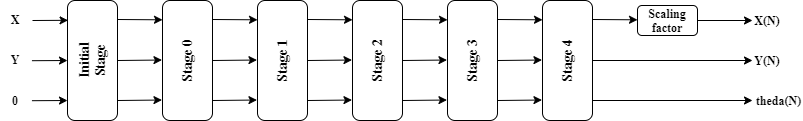 X
Y
0
Initial
Stage
Stage 0
Stage 1
Stage 2
Stage 3
Stage 4
Scaling
factor
X(N)
Y(N)
theda(N)